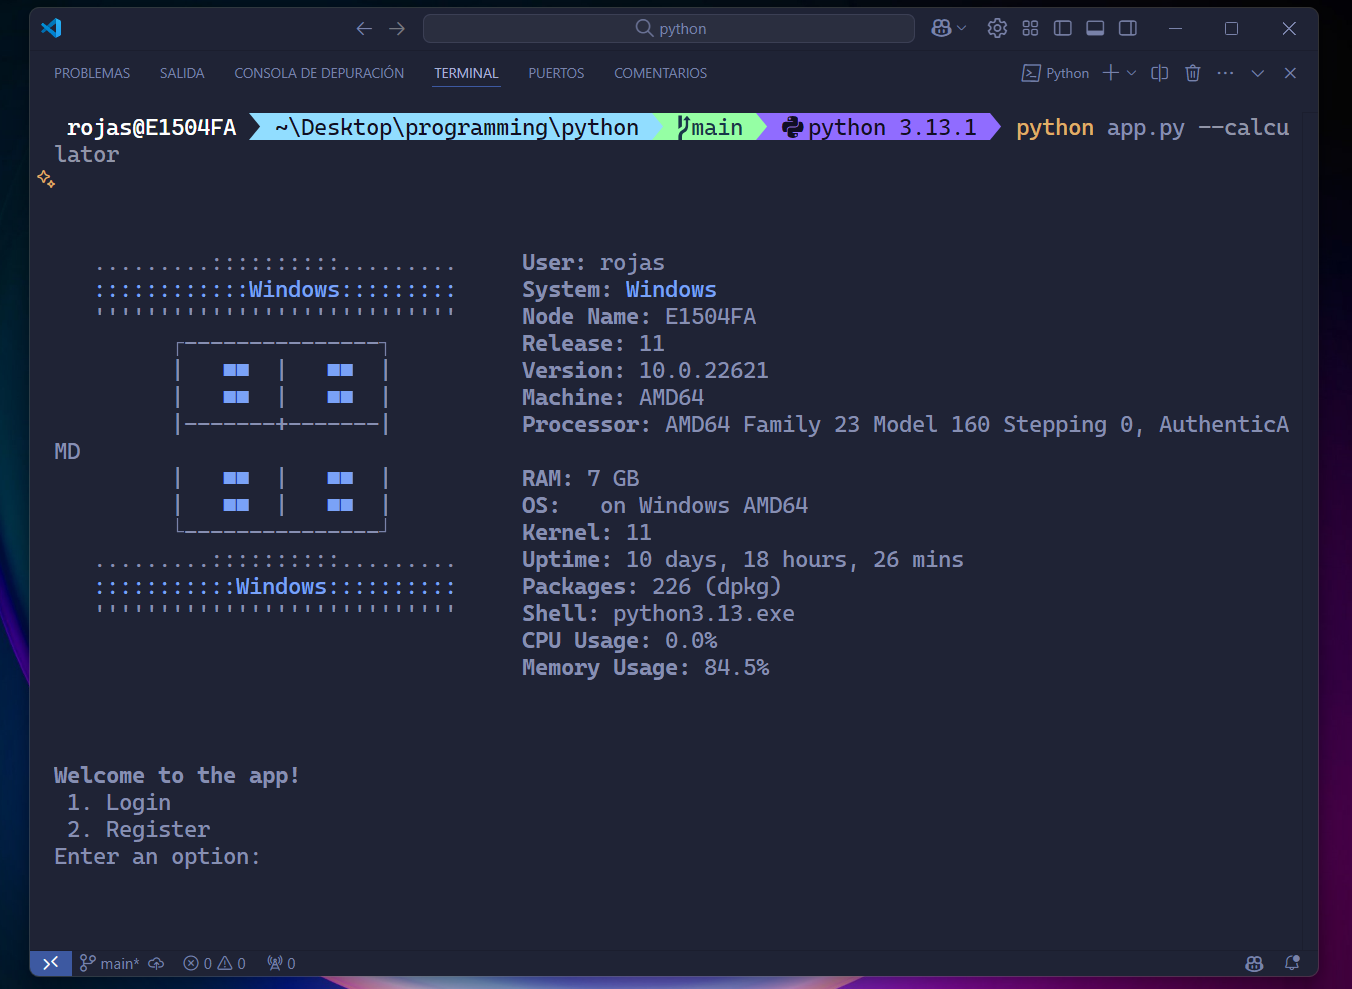 python
PROBLEMAS SALIDA CONSOLA DE DEPURACIÓN TERMINAL PUERTOS COMENTARIOS Python
rojas@E1504FA ~\Desktop\programming\python main python 3.13.1 python app.py --calcu
lator
.........::::::::::......... User: rojas
::::::::::::Windows::::::::: System: Windows
'''''''''''''''''''''''''''' Node Name: E1504FA
┌---------------┐ Release: 11
|   ■■  |   ■■  | Version: 10.0.22621
|   ■■  |   ■■  | Machine: AMD64
|-------+-------| Processor: AMD64 Family 23 Model 160 Stepping 0, AuthenticA
MD
|   ■■  |   ■■  | RAM: 7 GB
|   ■■  |   ■■  | OS:   on Windows AMD64
└---------------┘ Kernel: 11
.........::::::::::......... Uptime: 10 days, 18 hours, 26 mins
:::::::::::Windows:::::::::: Packages: 226 (dpkg)
'''''''''''''''''''''''''''' Shell: python3.13.exe
CPU Usage: 0.0%
Memory Usage: 84.5%
Welcome to the app!
1. Login
2. Register
Enter an option:
main* 0 0 0